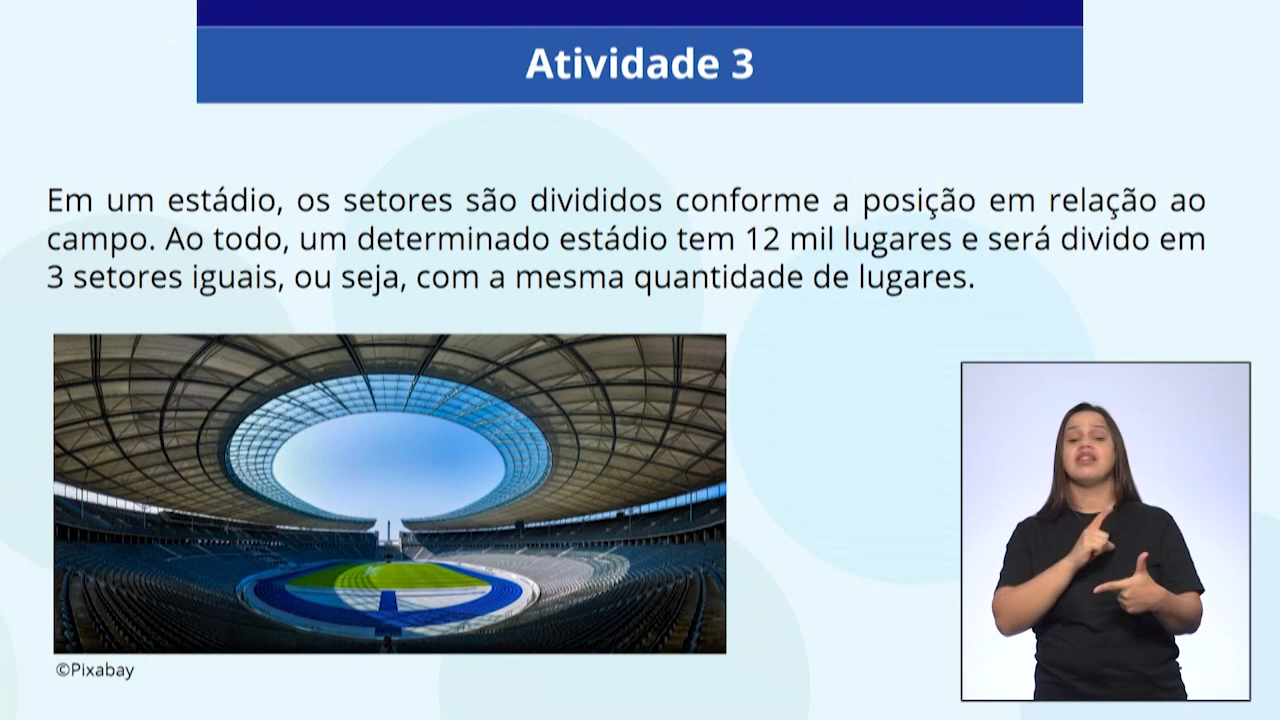 Atividade 3
Em um estádio, os setores são divididos conforme a posição em relação ao
campo. Ao todo, um determinado estádio tem 12 mil lugares e será divido em
3 setores iguais, ou seja, com a mesma quantidade de lugares.
©Pixabay